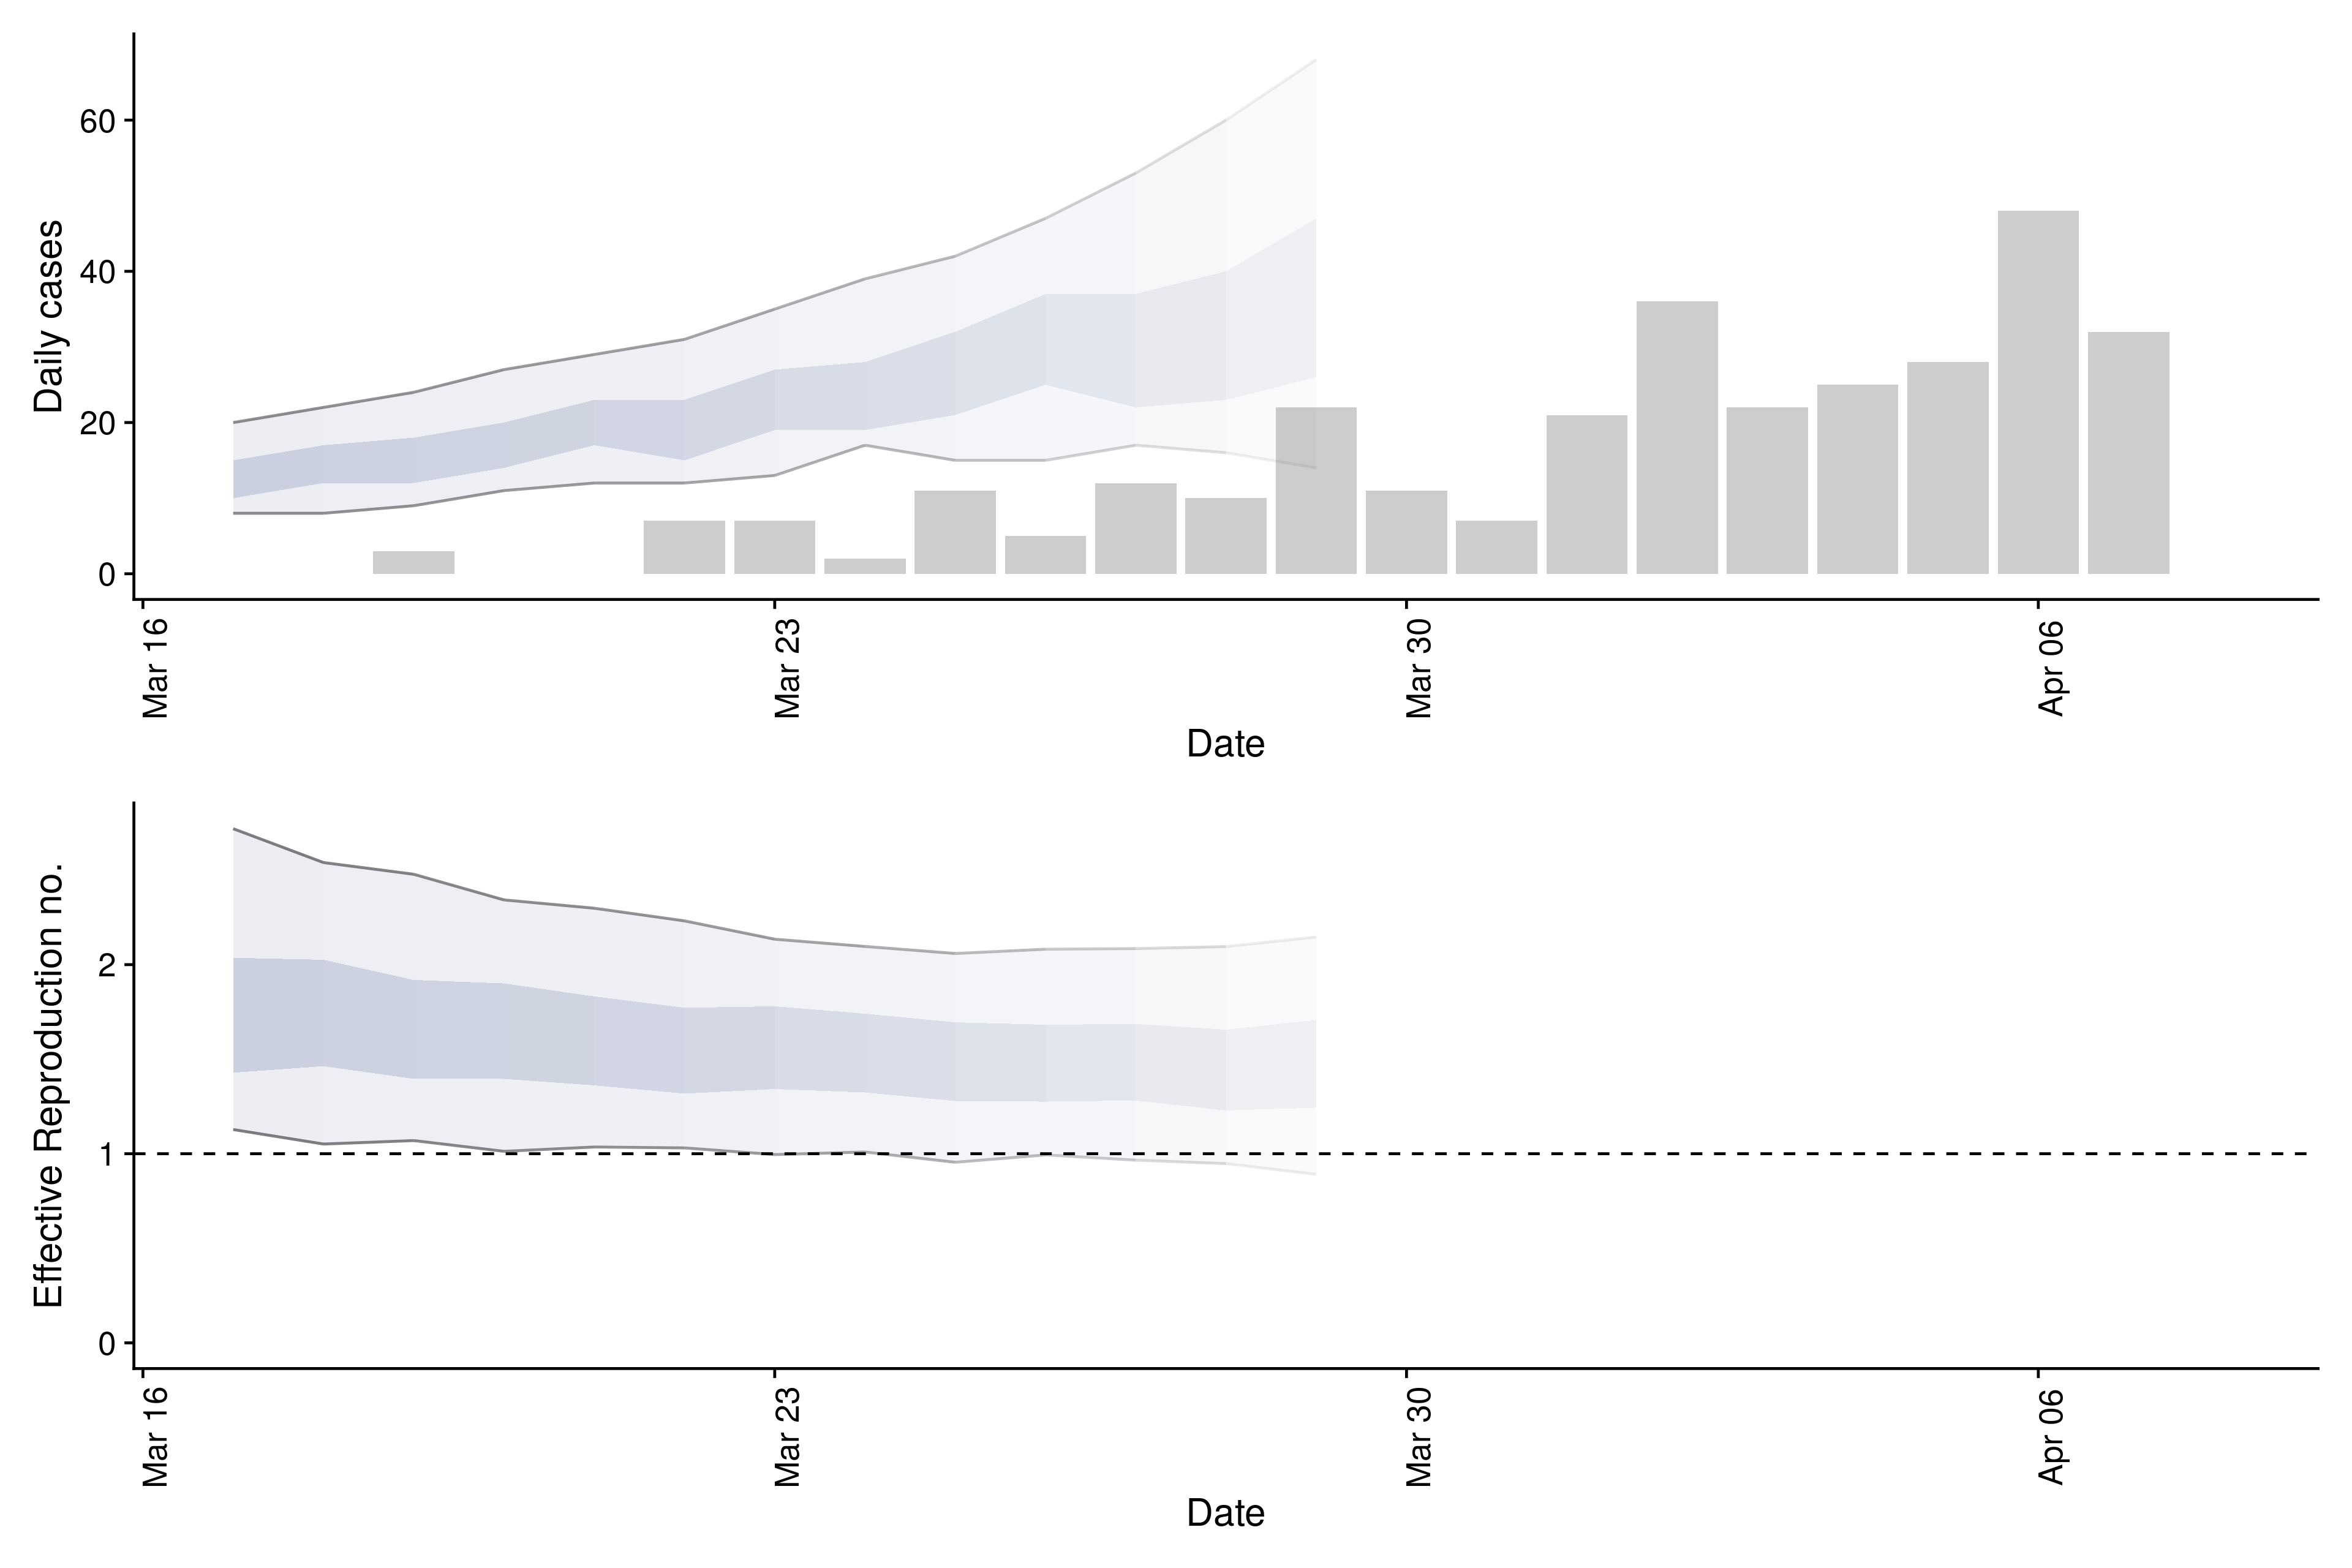 Daily cases
60
40
20
0
Mar 16
Mar 23
Mar 30
Apr 06
Date
Effective Reproduction no.
2
1
0
Mar 16
Mar 23
Mar 30
Apr 06
Date